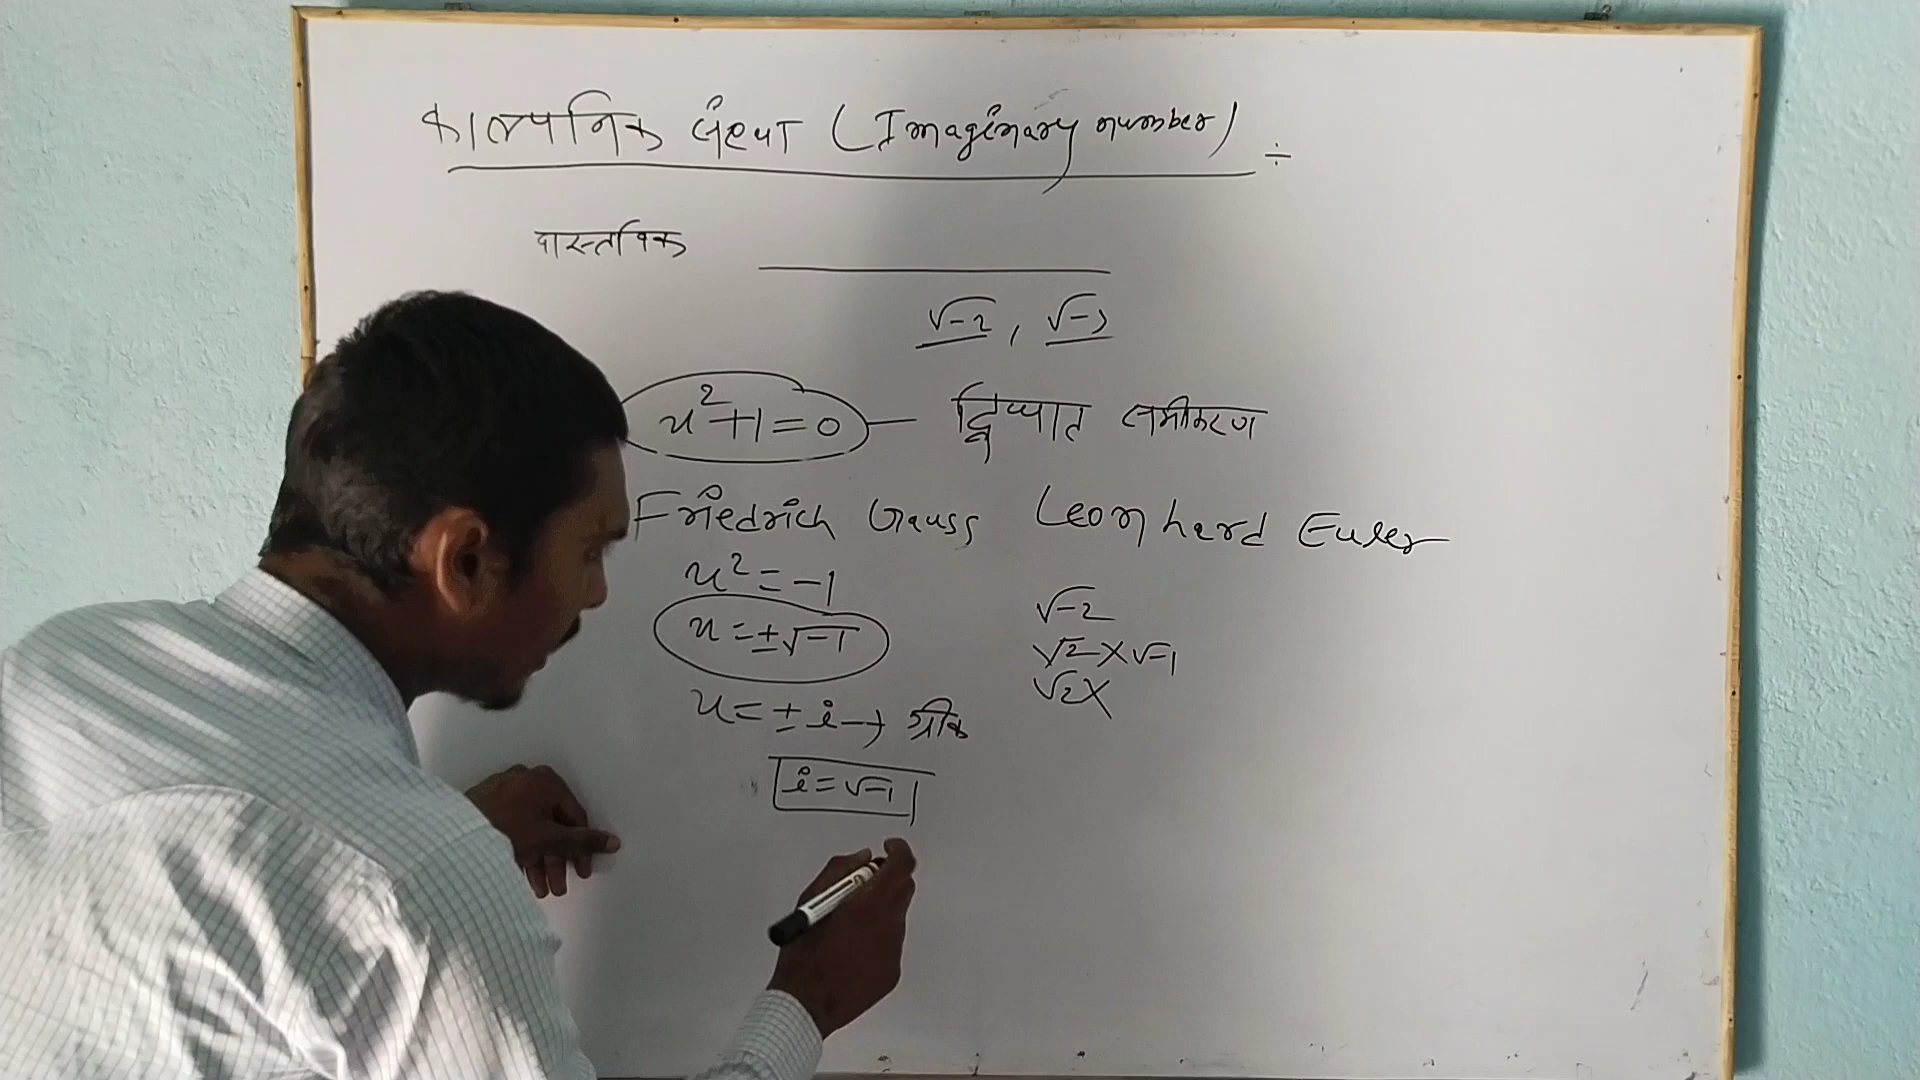 काल्पनिक संख्या (Imaginary number) ÷
वास्तविक
√-2 , √-3
x²+1=0 — द्विघात समीकरण
Friedrich Gauss Leonhard Euler
x²=-1
x=±√-1
x=±i→ ग्रीक
i=√-1
√-2
√2×√-1
√2×